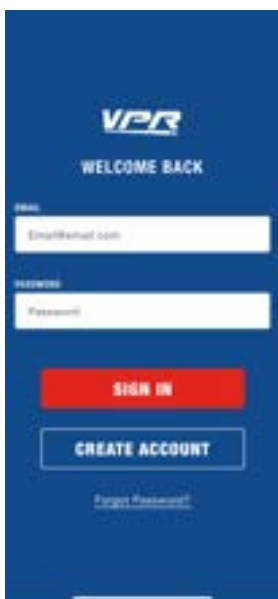 VPR
WELCOME BACK
EMAIL
Email@email.com
PASSWORD
Password
SIGN IN
CREATE ACCOUNT
Forgot Password?